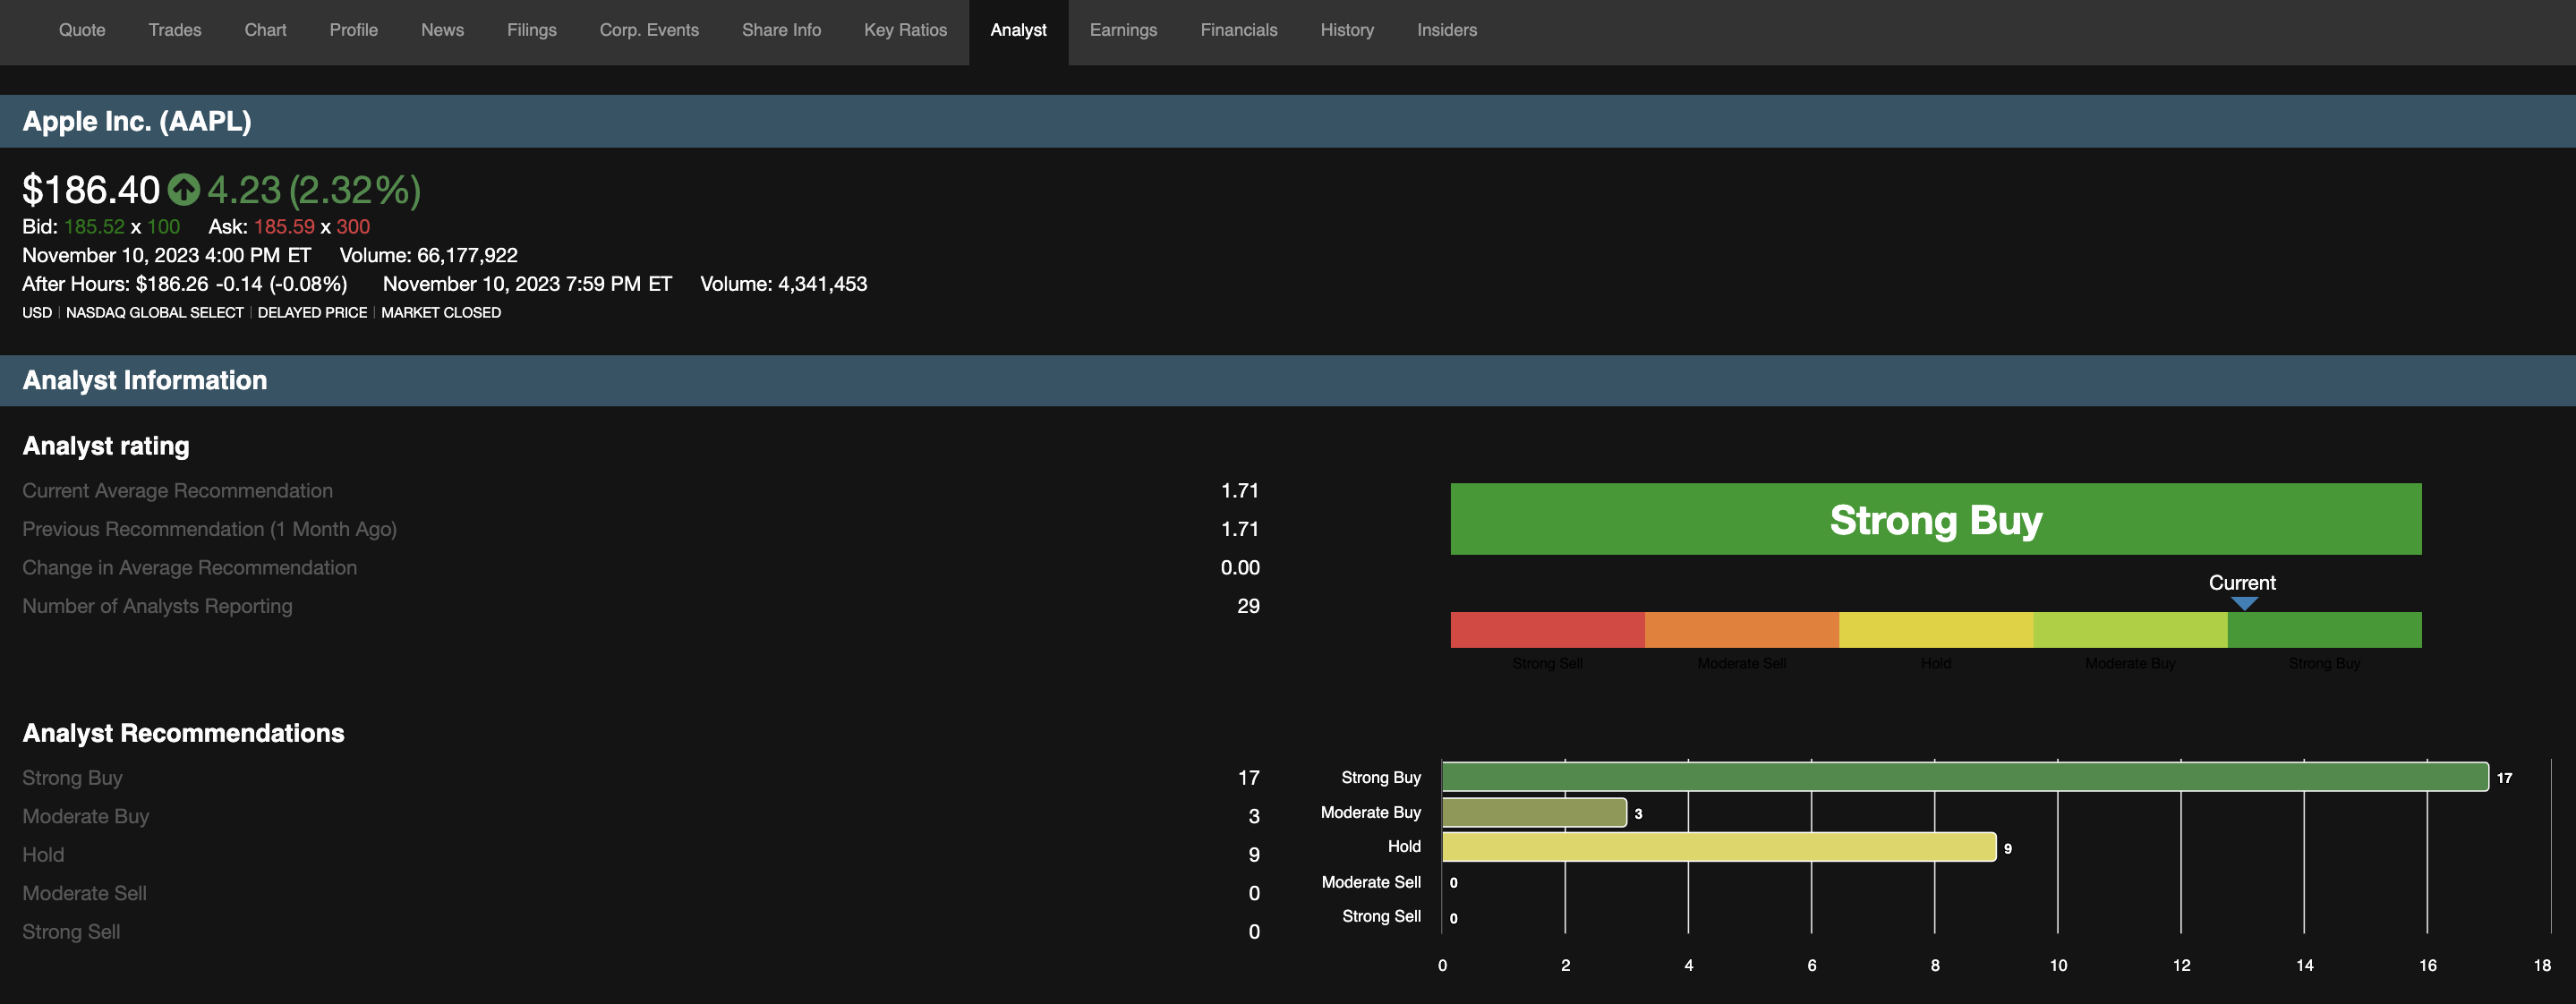 Quote Trades Chart Profile News Filings Corp. Events Share Info Key Ratios Analyst Earnings Financials History Insiders
Apple Inc. (AAPL)
$186.40 4.23 (2.32%)
Bid: 185.52 x 100 Ask: 185.59 x 300
November 10, 2023 4:00 PM ET Volume: 66,177,922
After Hours: $186.26 -0.14 (-0.08%) November 10, 2023 7:59 PM ET Volume: 4,341,453
USD | NASDAQ GLOBAL SELECT | DELAYED PRICE | MARKET CLOSED
Analyst Information
Analyst rating
Current Average Recommendation 1.71
Previous Recommendation (1 Month Ago) 1.71
Change in Average Recommendation 0.00
Number of Analysts Reporting 29
Strong Buy
Current
Strong Sell Moderate Sell Hold Moderate Buy Strong Buy
Analyst Recommendations
Strong Buy 17
Moderate Buy 3
Hold 9
Moderate Sell 0
Strong Sell 0
Strong Buy 17
Moderate Buy 3
Hold 9
Moderate Sell 0
Strong Sell 0
0 2 4 6 8 10 12 14 16 18